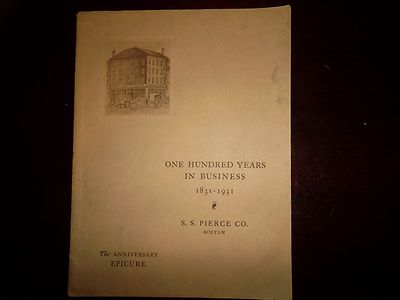 ONE HUNDRED YEARS
IN BUSINESS
1831-1931
S. S. PIERCE CO.
BOSTON
The ANNIVERSARY
EPICURE